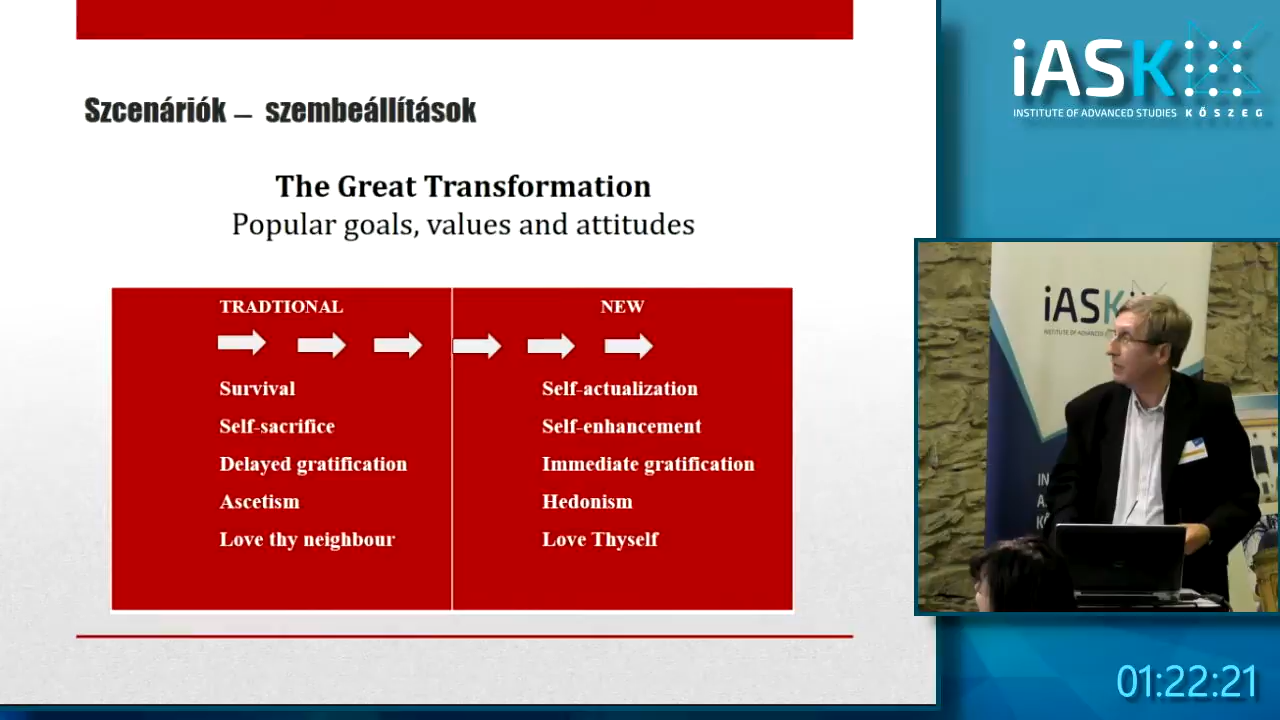 Szcenáriók – szembeállítások
The Great Transformation
Popular goals, values and attitudes
TRADTIONAL
NEW
Survival
Self-actualization
Self-sacrifice
Self-enhancement
Delayed gratification
Immediate gratification
Ascetism
Hedonism
Love thy neighbour
Love Thyself
iASK
INSTITUTE OF ADVANCED STUDIES KŐSZEG
iASK
01:22:21